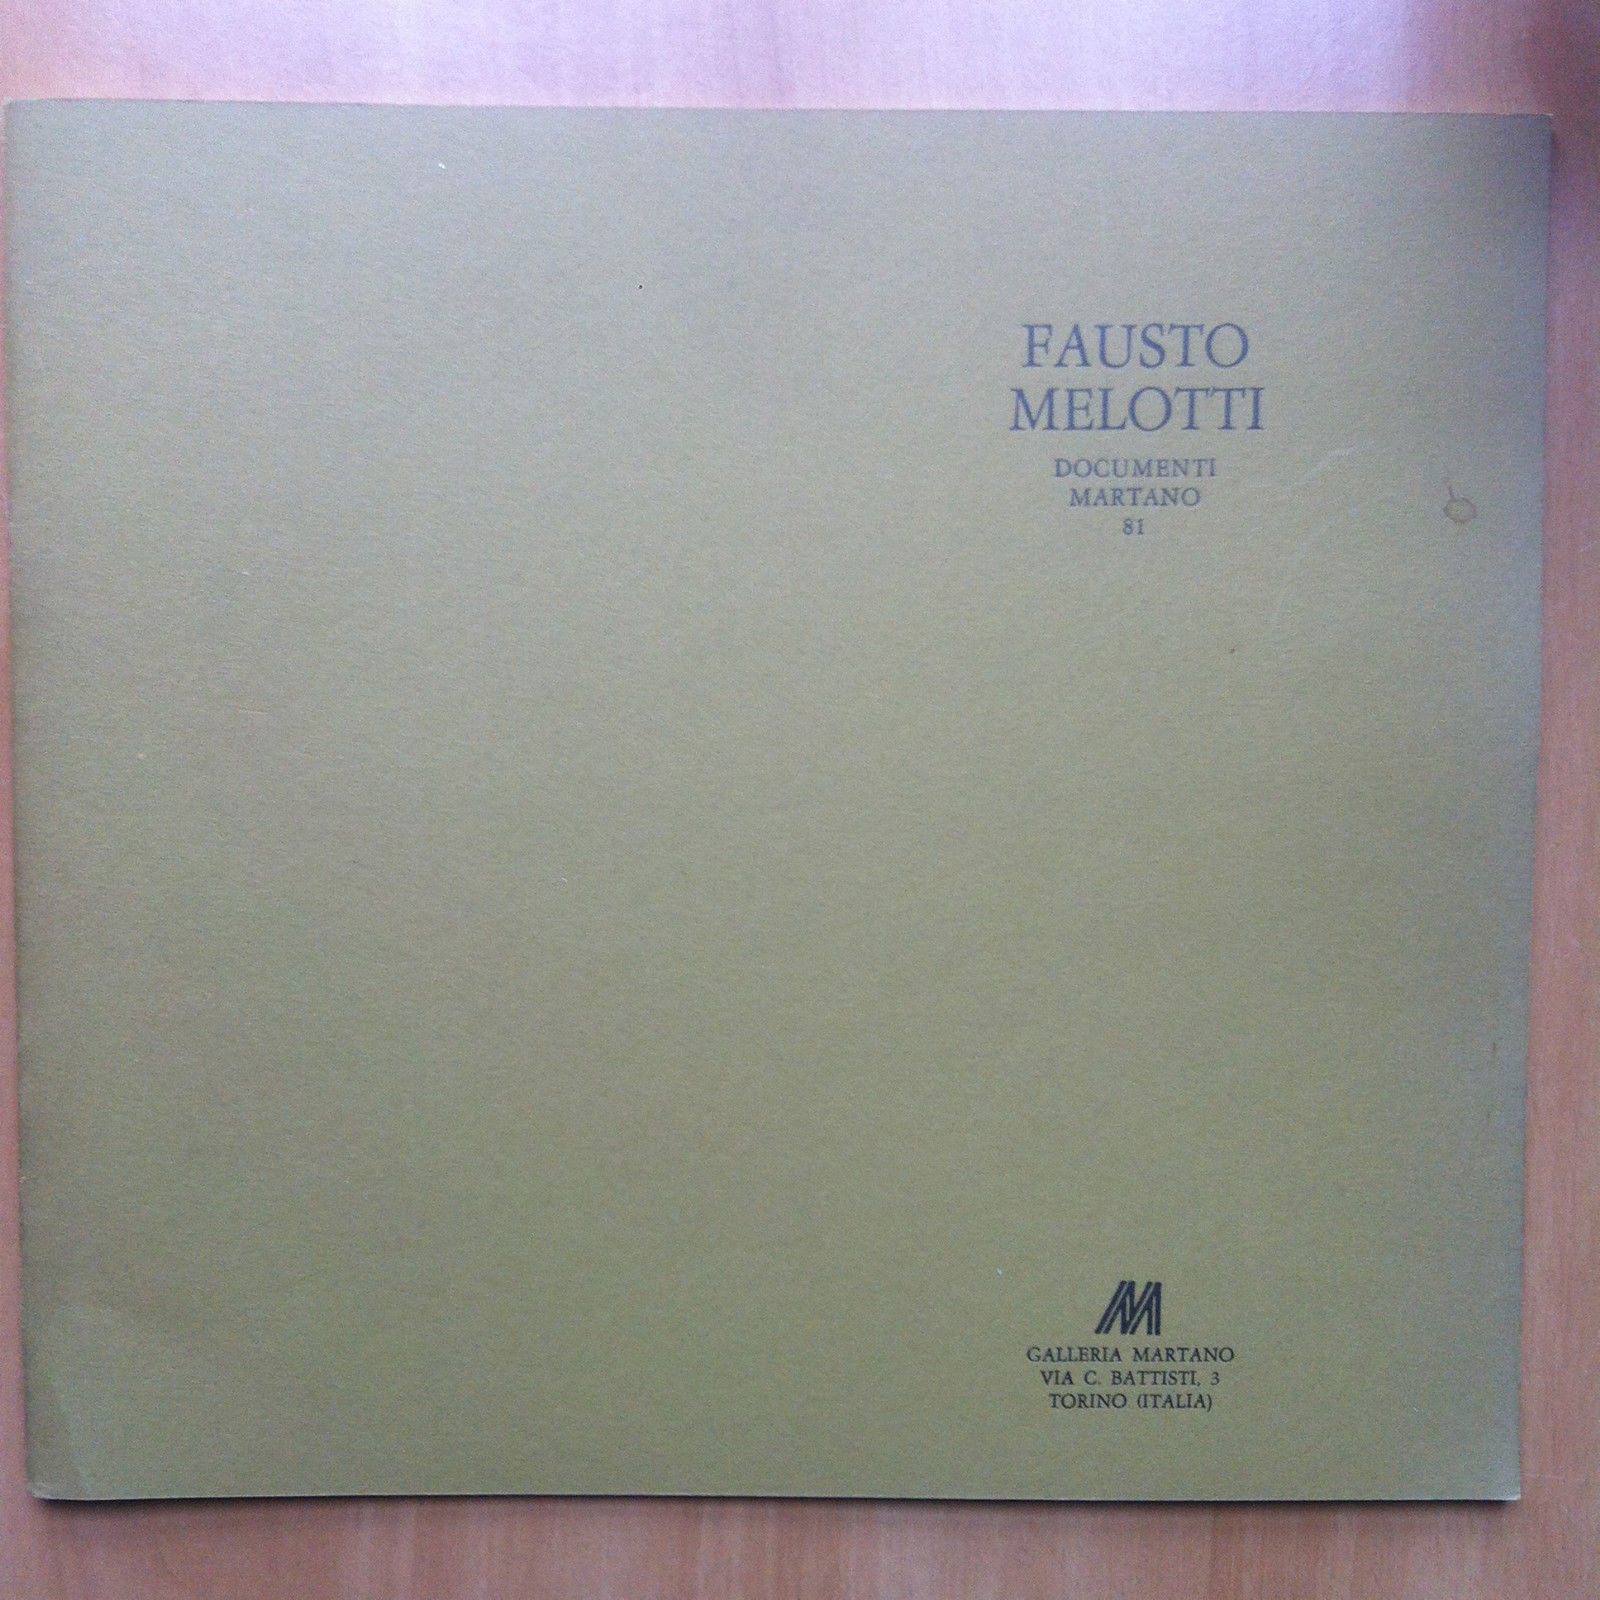 FAUSTO
MELOTTI
DOCUMENTI
MARTANO
81
M
GALLERIA MARTANO
VIA C. BATTISTI, 3
TORINO (ITALIA)